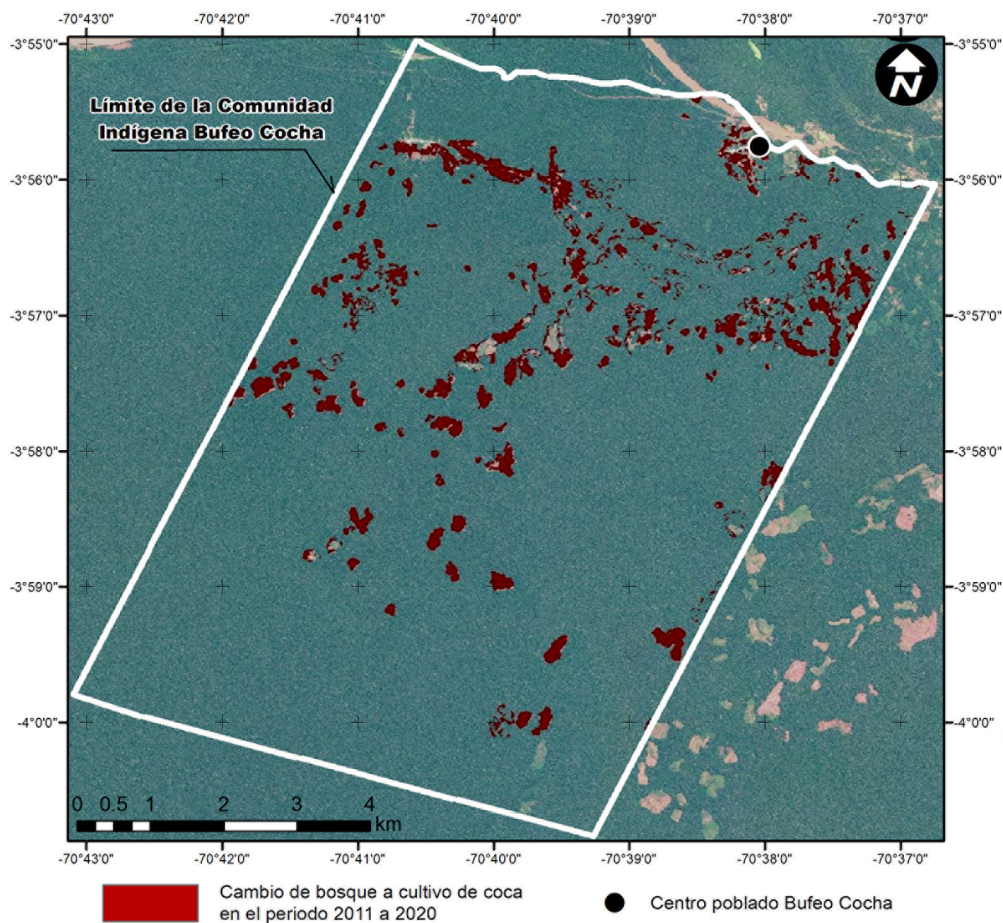 -70°43'0" -70°42'0" -70°41'0" -70°40'0" -70°39'0" -70°38'0" -70°37'0"
-3°55'0" -3°55'0"
N
Límite de la Comunidad
Indígena Bufeo Cocha
-3°56'0" -3°56'0"
-3°57'0" -3°57'0"
-3°58'0" -3°58'0"
-3°59'0" -3°59'0"
-4°0'0" -4°0'0"
0 0.5 1 2 3 4
km
-70°43'0" -70°42'0" -70°41'0" -70°40'0" -70°39'0" -70°38'0" -70°37'0"
Cambio de bosque a cultivo de coca
en el periodo 2011 a 2020
Centro poblado Bufeo Cocha